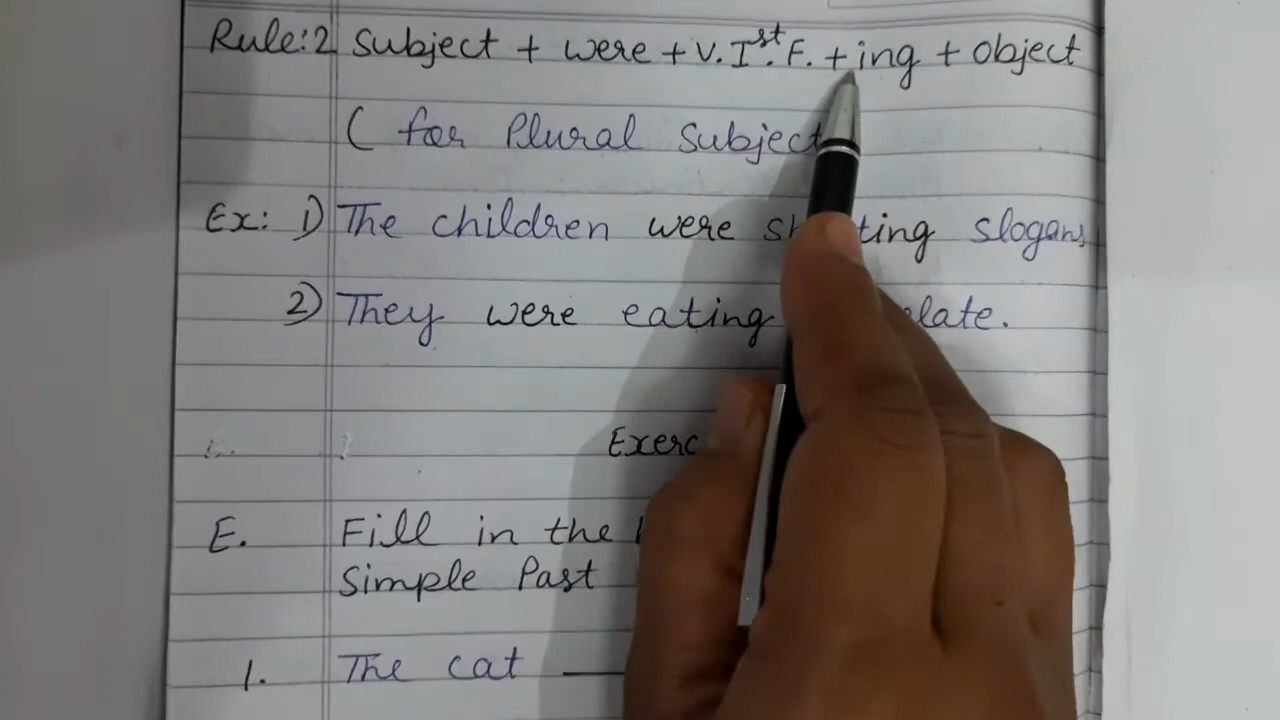 Rule:2 Subject + were + V.Ist.F. + ing + object
( for Plural Subject
Ex: 1) The children were slogans
2) They were eating
E. Fill in the
Simple Past
1. The cat